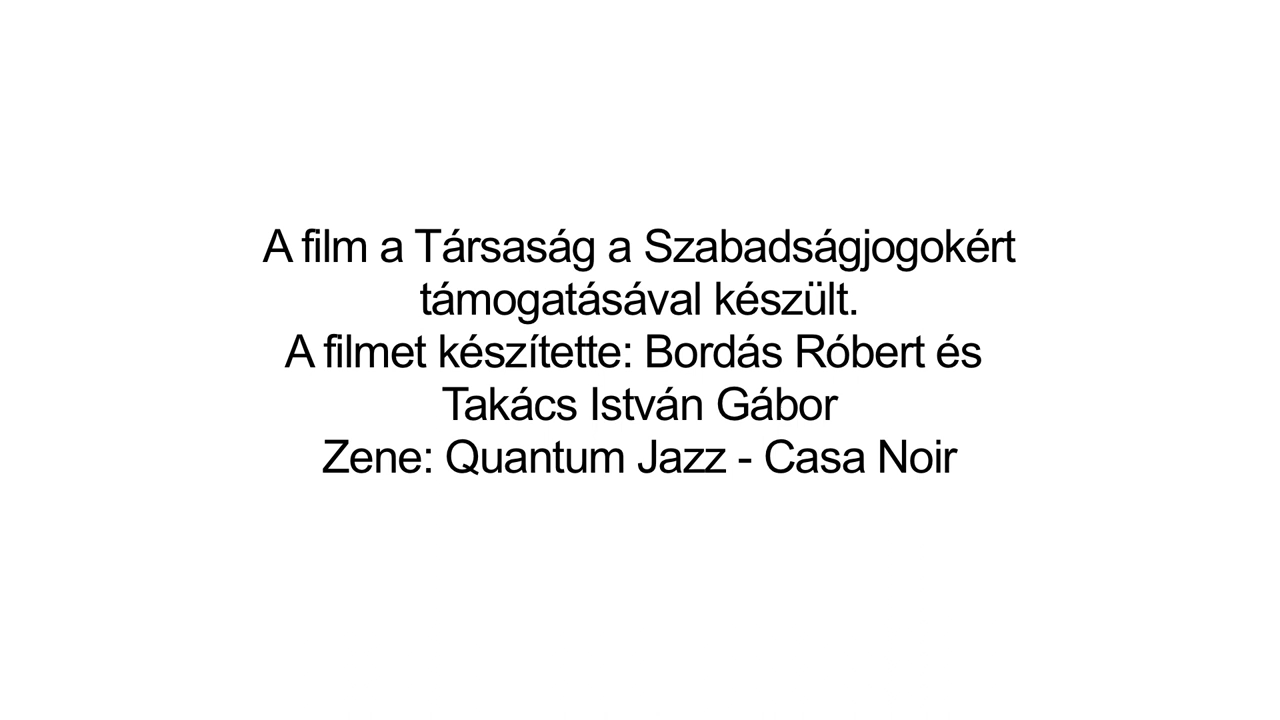 A film a Társaság a Szabadságjogokért
támogatásával készült.
A filmet készítette: Bordás Róbert és
Takács István Gábor
Zene: Quantum Jazz - Casa Noir